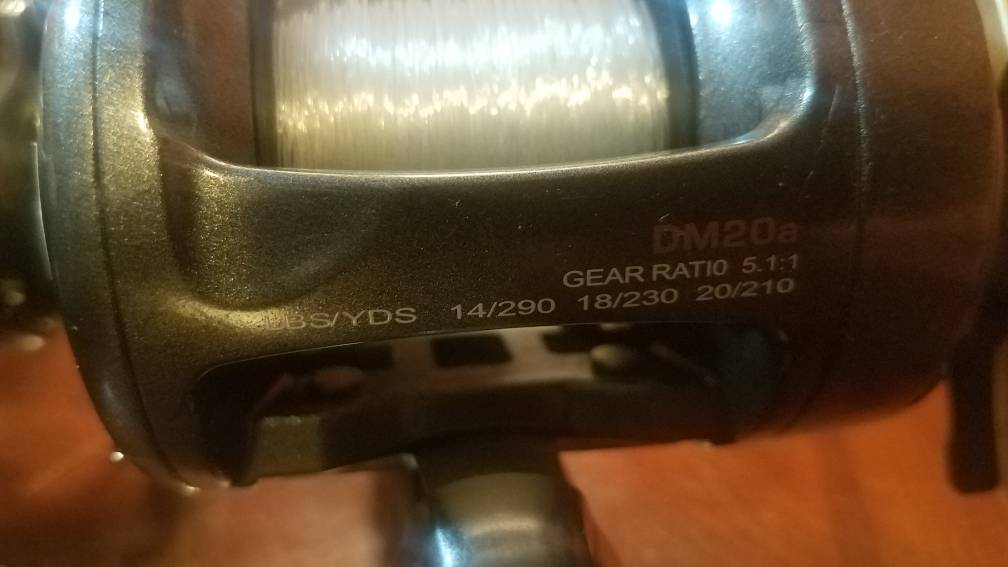 DM20a
GEAR RATIO 5.1:1
LBS/YDS 14/290 18/230 20/210